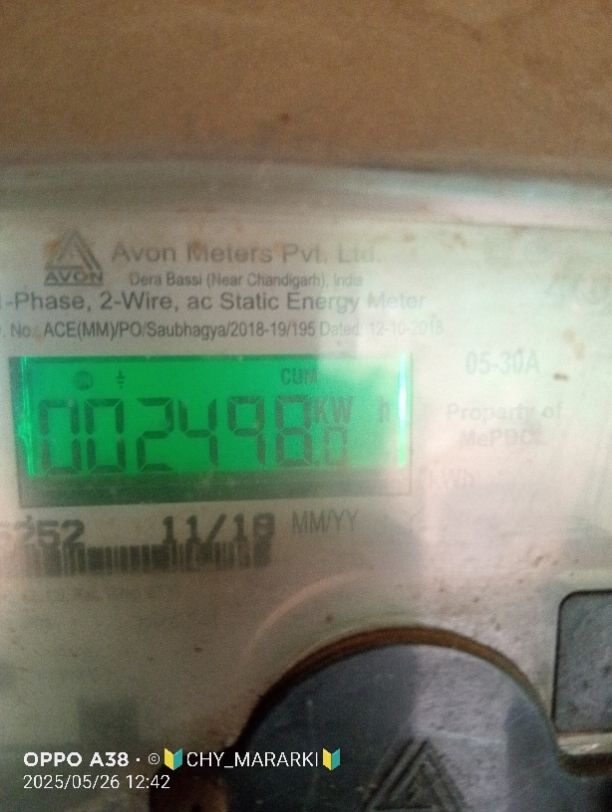 Avon Meters Pvt. Ltd.
AVON
Dera Bassi (Near Chandigarh), India
-Phase, 2-Wire, ac Static Energy Meter
. No.: ACE(MM)/PO/Saubhagya/2018-19/195 Dated 12-10-2018
05-30A
CUM
002498.0 KW h
Property of
5252 11/18 MM/YY
OPPO A38 · © 🔰CHY_MARARKI🔰
2025/05/26 12:42